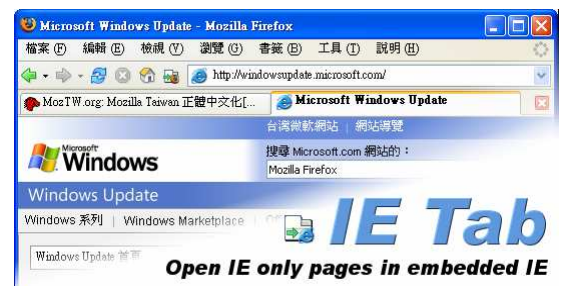 Microsoft Windows Update - Mozilla Firefox
檔案 (F) 編輯 (E) 檢視 (V) 瀏覽 (G) 書籤 (B) 工具 (T) 說明 (H)
http://windowsupdate.microsoft.com/
MozTW.org: Mozilla Taiwan 正體中文化[... Microsoft Windows Update
台灣微軟網站 | 網站導覽
Microsoft
Windows
搜尋 Microsoft.com 網站的：
Mozilla Firefox
Windows Update
Windows 系列 | Windows Marketplace
IE Tab
Windows Update 首頁
Open IE only pages in embedded IE